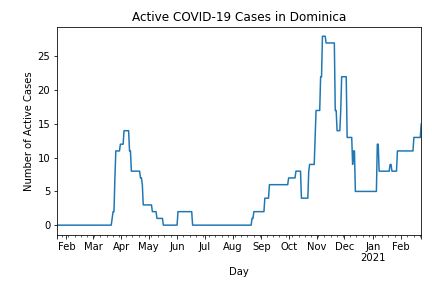 Active COVID-19 Cases in Dominica
Number of Active Cases
25
20
15
10
5
0
Feb Mar Apr May Jun Jul Aug Sep Oct Nov Dec Jan Feb
2021
Day